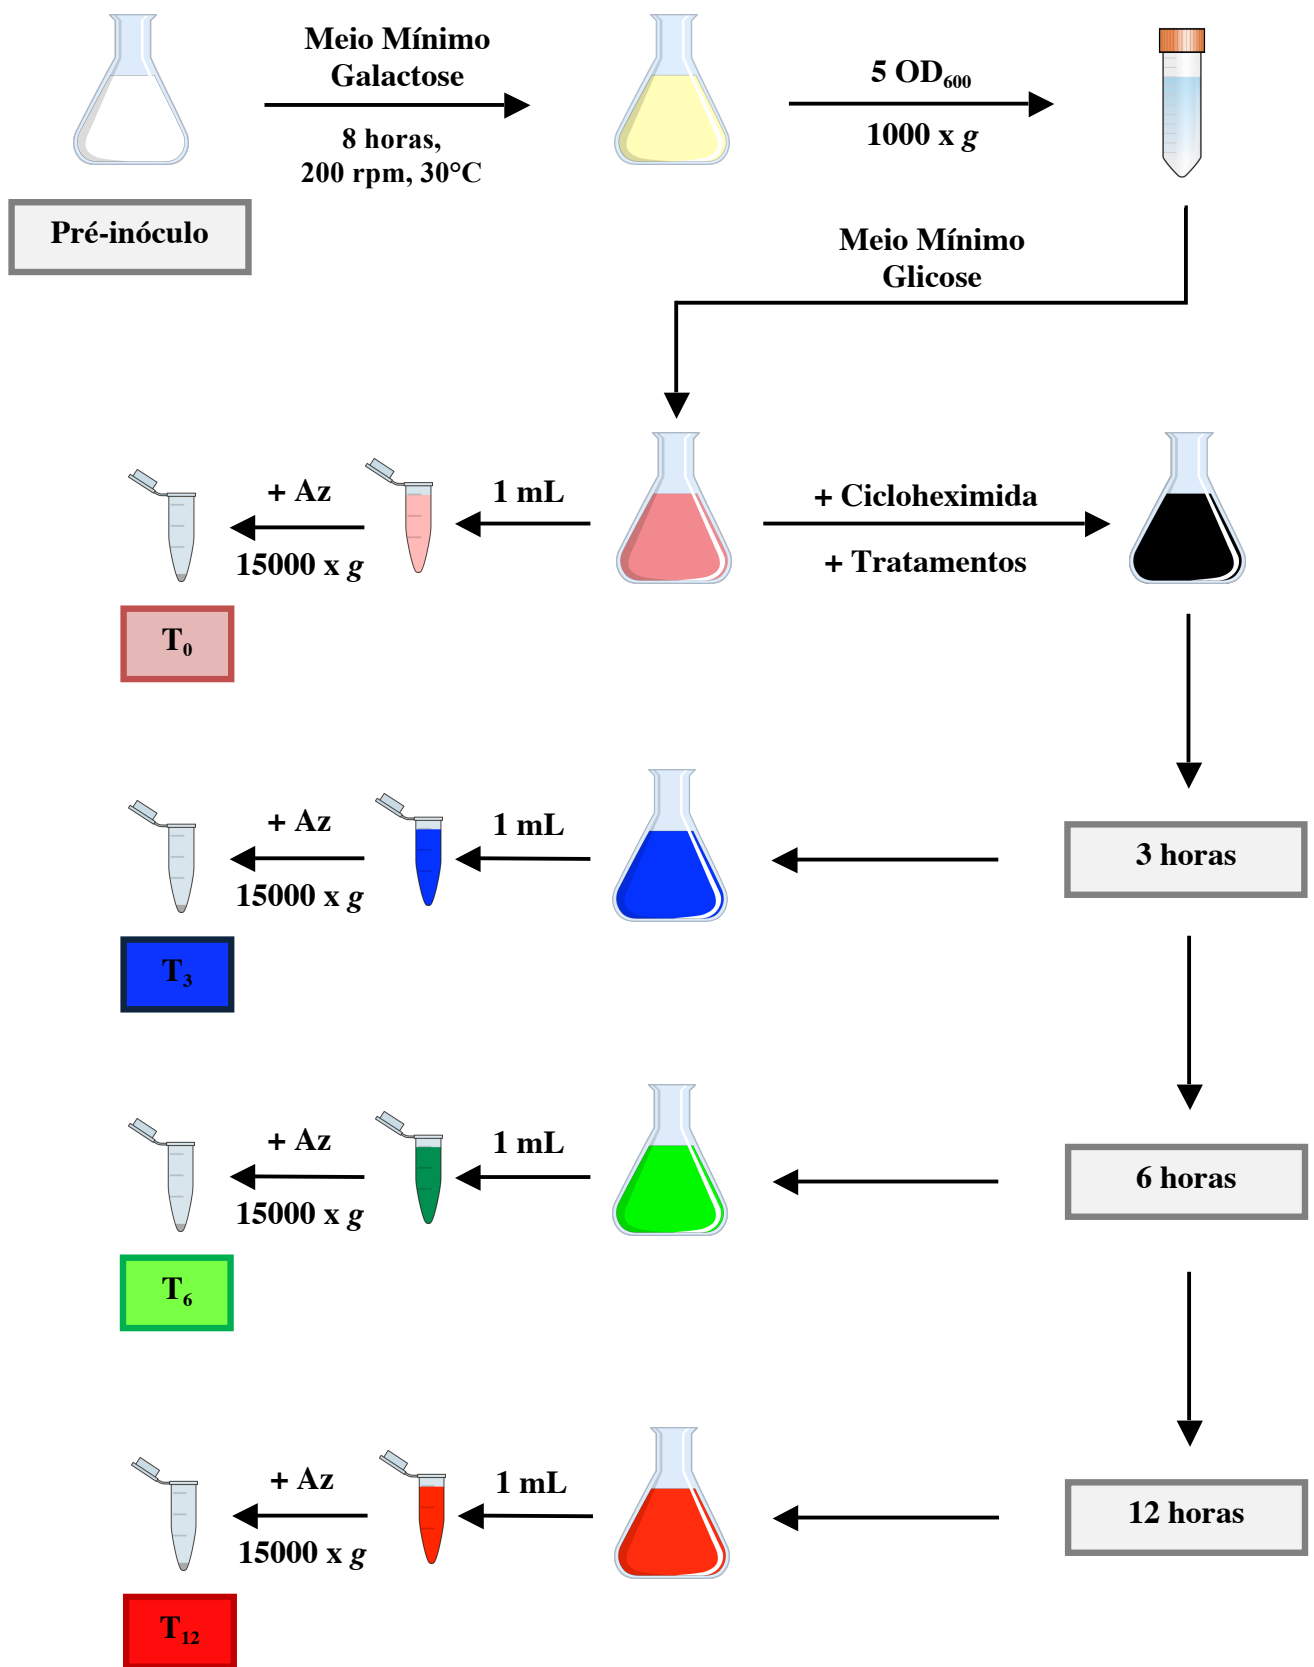 Meio Mínimo
Galactose
8 horas,
200 rpm, 30°C
5 OD₆₀₀
1000 x g
Pré-inóculo
Meio Mínimo
Glicose
+ Az
15000 x g
1 mL
+ Cicloheximida
+ Tratamentos
T₀
+ Az
15000 x g
1 mL
3 horas
T₃
+ Az
15000 x g
1 mL
6 horas
T₆
+ Az
15000 x g
1 mL
12 horas
T₁₂